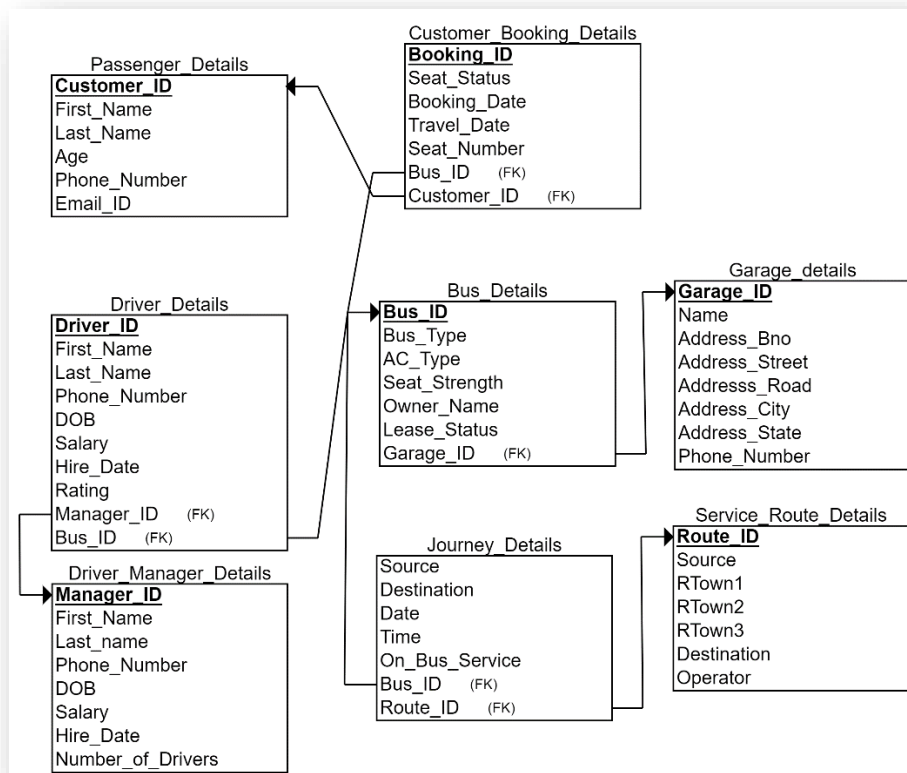 Passenger_Details
Customer_ID
First_Name
Last_Name
Age
Phone_Number
Email_ID
Customer_Booking_Details
Booking_ID
Seat_Status
Booking_Date
Travel_Date
Seat_Number
Bus_ID (FK)
Customer_ID (FK)
Driver_Details
Driver_ID
First_Name
Last_Name
Phone_Number
DOB
Salary
Hire_Date
Rating
Manager_ID (FK)
Bus_ID (FK)
Bus_Details
Bus_ID
Bus_Type
AC_Type
Seat_Strength
Owner_Name
Lease_Status
Garage_ID (FK)
Garage_details
Garage_ID
Name
Address_Bno
Address_Street
Addresss_Road
Address_City
Address_State
Phone_Number
Driver_Manager_Details
Manager_ID
First_Name
Last_name
Phone_Number
DOB
Salary
Hire_Date
Number_of_Drivers
Journey_Details
Source
Destination
Date
Time
On_Bus_Service
Bus_ID (FK)
Route_ID (FK)
Service_Route_Details
Route_ID
Source
RTown1
RTown2
RTown3
Destination
Operator